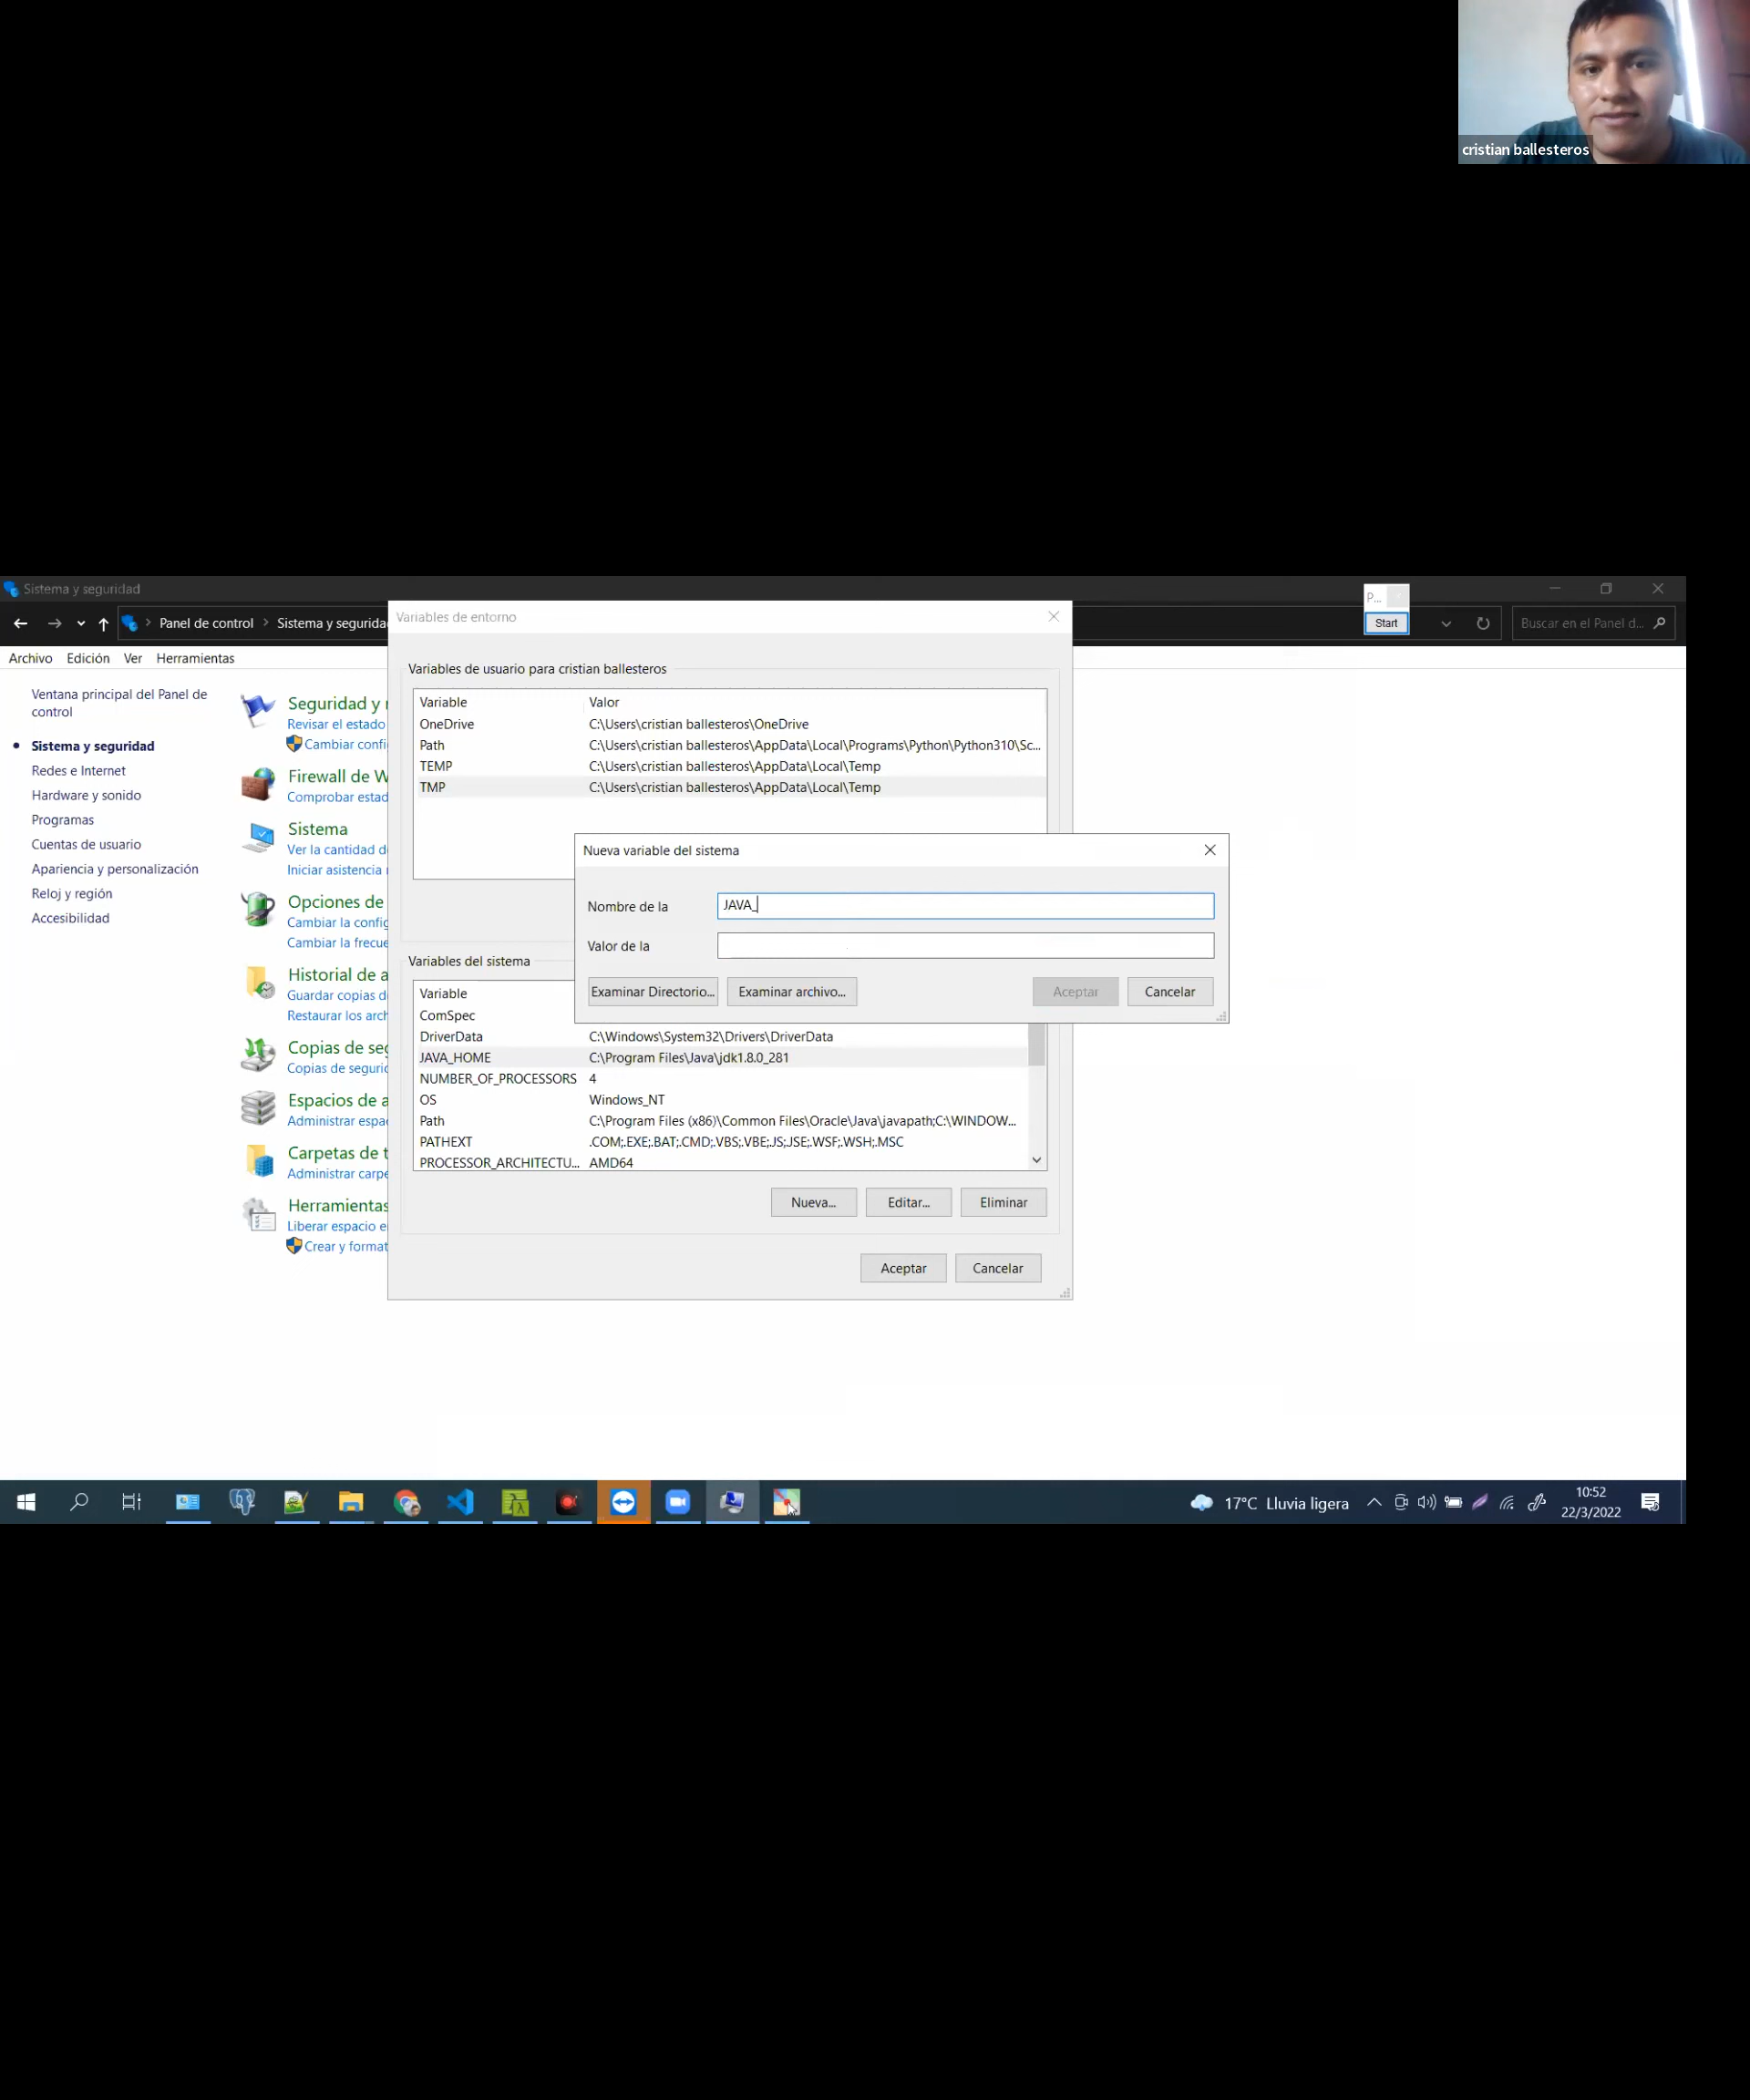 cristian ballesteros
Sistema y seguridad
Panel de control
Sistema y segurida
Buscar en el Panel d...
P...
Start
Archivo Edición Ver Herramientas
Ventana principal del Panel de
control
Sistema y seguridad
Redes e Internet
Hardware y sonido
Programas
Cuentas de usuario
Apariencia y personalización
Reloj y región
Accesibilidad
Seguridad y
Revisar el estado
Cambiar confi
Firewall de W
Comprobar estad
Sistema
Ver la cantidad d
Iniciar asistencia
Opciones de
Cambiar la config
Cambiar la frecue
Historial de a
Guardar copias d
Restaurar los arch
Copias de seg
Copias de seguric
Espacios de a
Administrar espa
Carpetas de t
Administrar carpe
Herramientas
Liberar espacio e
Crear y format
Variables de entorno
Variables de usuario para cristian ballesteros
Variable Valor
OneDrive C:\Users\cristian ballesteros\OneDrive
Path C:\Users\cristian ballesteros\AppData\Local\Programs\Python\Python310\Sc...
TEMP C:\Users\cristian ballesteros\AppData\Local\Temp
TMP C:\Users\cristian ballesteros\AppData\Local\Temp
Nueva variable del sistema
Nombre de la JAVA_
Valor de la
Examinar Directorio... Examinar archivo... Aceptar Cancelar
Variables del sistema
Variable
ComSpec
DriverData C:\Windows\System32\Drivers\DriverData
JAVA_HOME C:\Program Files\Java\jdk1.8.0_281
NUMBER_OF_PROCESSORS 4
OS Windows_NT
Path C:\Program Files (x86)\Common Files\Oracle\Java\javapath;C:\WINDOW...
PATHEXT .COM;.EXE;.BAT;.CMD;.VBS;.VBE;.JS;.JSE;.WSF;.WSH;.MSC
PROCESSOR_ARCHITECTU... AMD64
Nueva... Editar... Eliminar
Aceptar Cancelar
17°C Lluvia ligera
10:52
22/3/2022